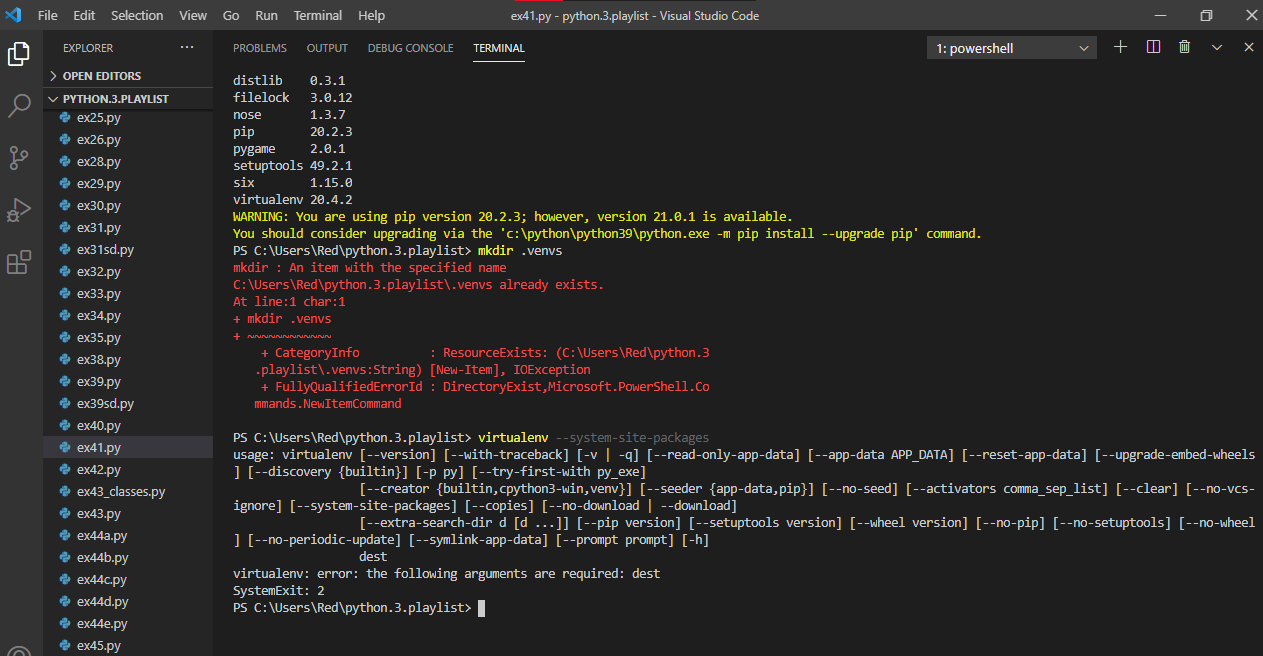 File Edit Selection View Go Run Terminal Help
ex41.py - python.3.playlist - Visual Studio Code
EXPLORER ...
OPEN EDITORS
PYTHON.3.PLAYLIST
ex25.py
ex26.py
ex28.py
ex29.py
ex30.py
ex31.py
ex31sd.py
ex32.py
ex33.py
ex34.py
ex35.py
ex38.py
ex39.py
ex39sd.py
ex40.py
ex41.py
ex42.py
ex43_classes.py
ex43.py
ex44a.py
ex44b.py
ex44c.py
ex44d.py
ex44e.py
ex45.py
PROBLEMS OUTPUT DEBUG CONSOLE TERMINAL
1: powershell
distlib    0.3.1
filelock   3.0.12
nose       1.3.7
pip        20.2.3
pygame     2.0.1
setuptools 49.2.1
six        1.15.0
virtualenv 20.4.2
WARNING: You are using pip version 20.2.3; however, version 21.0.1 is available.
You should consider upgrading via the 'c:\python\python39\python.exe -m pip install --upgrade pip' command.
PS C:\Users\Red\python.3.playlist> mkdir .venvs
mkdir : An item with the specified name
C:\Users\Red\python.3.playlist\.venvs already exists.
At line:1 char:1
+ mkdir .venvs
+ ~~~~~~~~~~~~
+ CategoryInfo          : ResourceExists: (C:\Users\Red\python.3
.playlist\.venvs:String) [New-Item], IOException
+ FullyQualifiedErrorId : DirectoryExist,Microsoft.PowerShell.Co
mmands.NewItemCommand
PS C:\Users\Red\python.3.playlist> virtualenv --system-site-packages
usage: virtualenv [--version] [--with-traceback] [-v | -q] [--read-only-app-data] [--app-data APP_DATA] [--reset-app-data] [--upgrade-embed-wheels
] [--discovery {builtin}] [-p py] [--try-first-with py_exe]
[--creator {builtin,cpython3-win,venv}] [--seeder {app-data,pip}] [--no-seed] [--activators comma_sep_list] [--clear] [--no-vcs-
ignore] [--system-site-packages] [--copies] [--no-download | --download]
[--extra-search-dir d [d ...]] [--pip version] [--setuptools version] [--wheel version] [--no-pip] [--no-setuptools] [--no-wheel
] [--no-periodic-update] [--symlink-app-data] [--prompt prompt] [-h]
dest
virtualenv: error: the following arguments are required: dest
SystemExit: 2
PS C:\Users\Red\python.3.playlist>